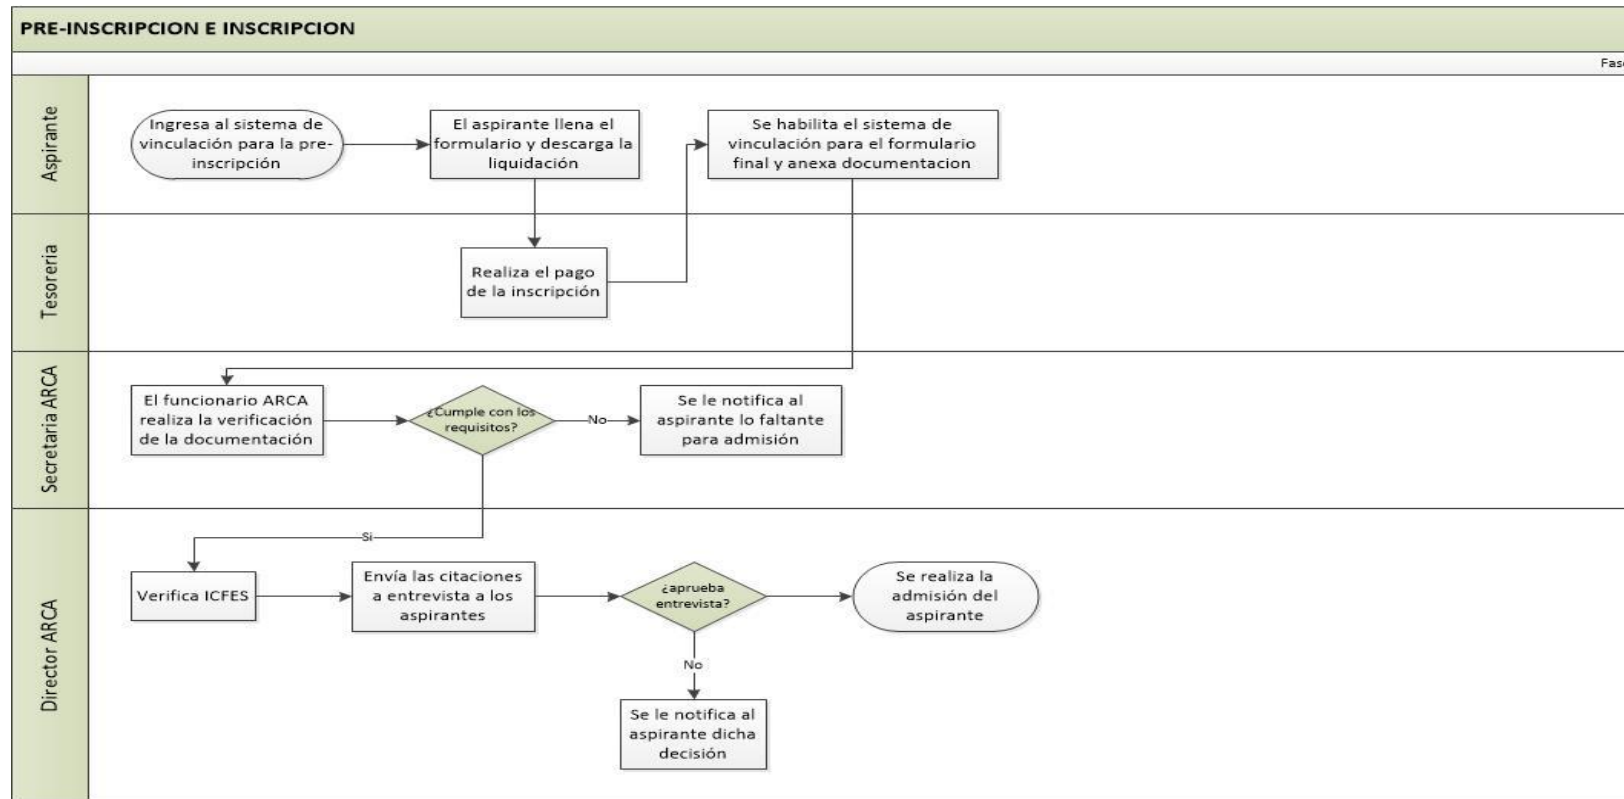 PRE-INSCRIPCION E INSCRIPCION
Fase
Aspirante
Ingresa al sistema de
vinculación para la pre-
inscripción
El aspirante llena el
formulario y descarga la
liquidación
Se habilita el sistema de
vinculación para el formulario
final y anexa documentacion
Tesoreria
Realiza el pago
de la inscripción
Secretaria ARCA
El funcionario ARCA
realiza la verificación
de la documentación
¿Cumple con los
requisitos?
No
Se le notifica al
aspirante lo faltante
para admisión
Si
Director ARCA
Verifica ICFES
Envía las citaciones
a entrevista a los
aspirantes
¿aprueba
entrevista?
Se realiza la
admisión del
aspirante
No
Se le notifica al
aspirante dicha
decisión